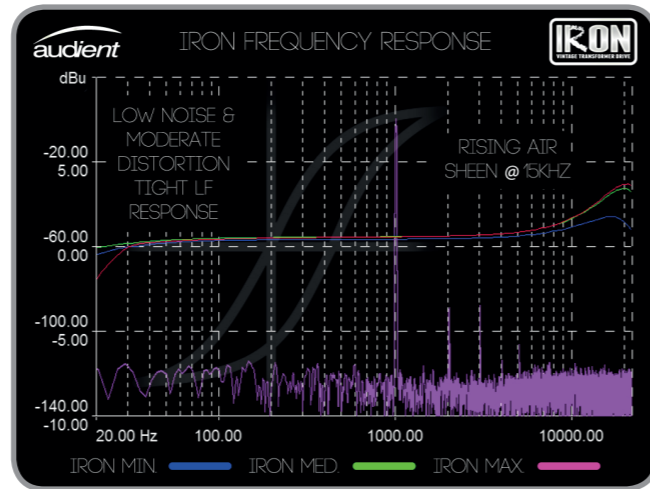 audient
IRON FREQUENCY RESPONSE
IRON
VINTAGE TRANSFORMER DRIVE
dBu
LOW NOISE &
MODERATE
DISTORTION
TIGHT LF
RESPONSE
RISING AIR
SHEEN @ 15KHZ
-20.00
5.00
-60.00
0.00
-100.00
-5.00
-140.00
-10.00
20.00 Hz 100.00 1000.00 10000.00
IRON MIN. IRON MED. IRON MAX.